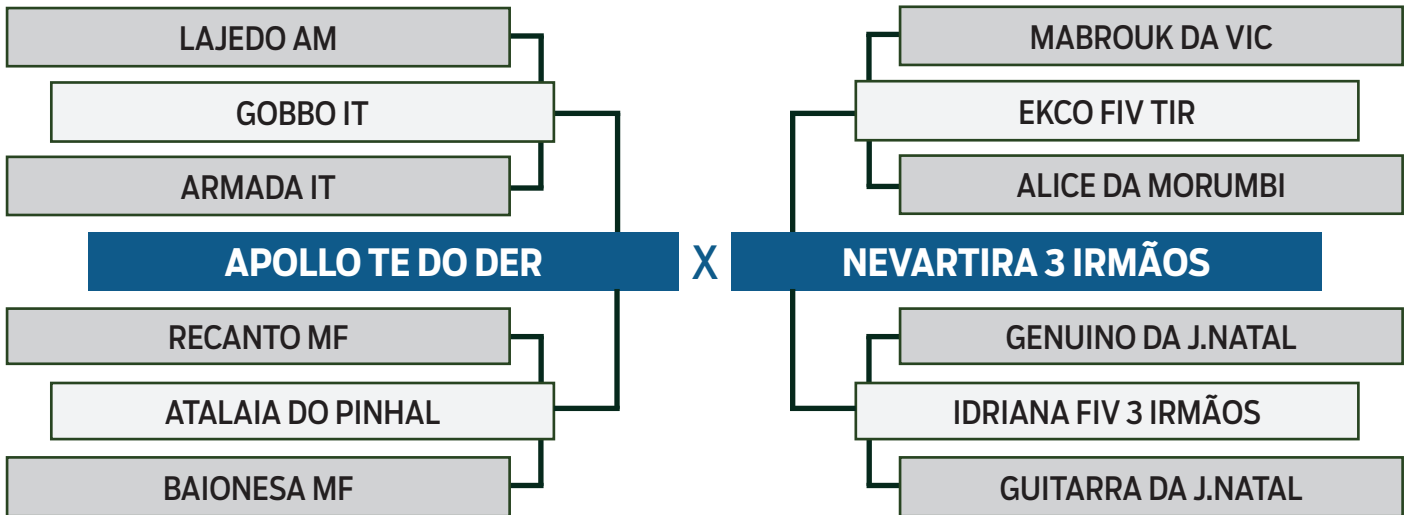 LAJEDO AM
MABROUK DA VIC
GOBBO IT
EKCO FIV TIR
ARMADA IT
ALICE DA MORUMBI
APOLLO TE DO DER X NEVARTIRA 3 IRMÃOS
RECANTO MF
GENUINO DA J.NATAL
ATALAIA DO PINHAL
IDRIANA FIV 3 IRMÃOS
BAIONESA MF
GUITARRA DA J.NATAL